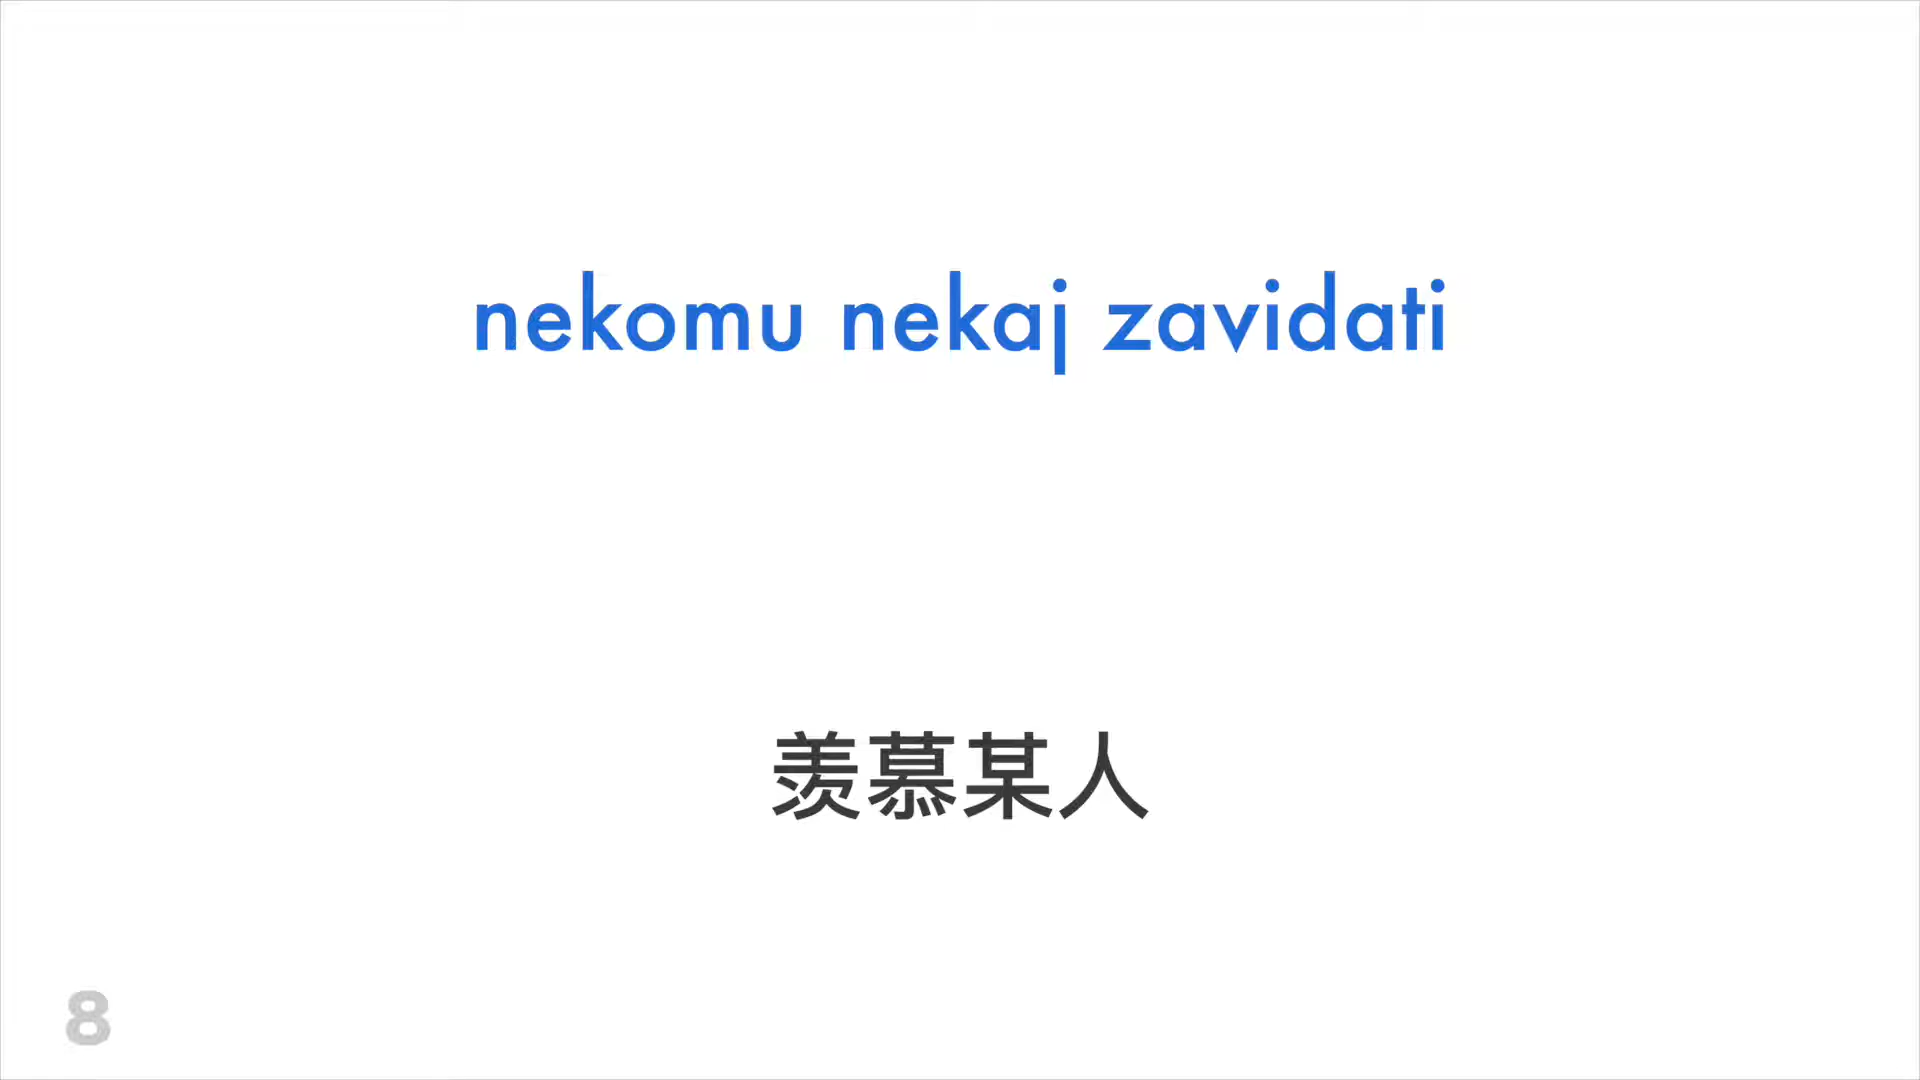 nekomu nekaj zavidati
羡慕某人
8